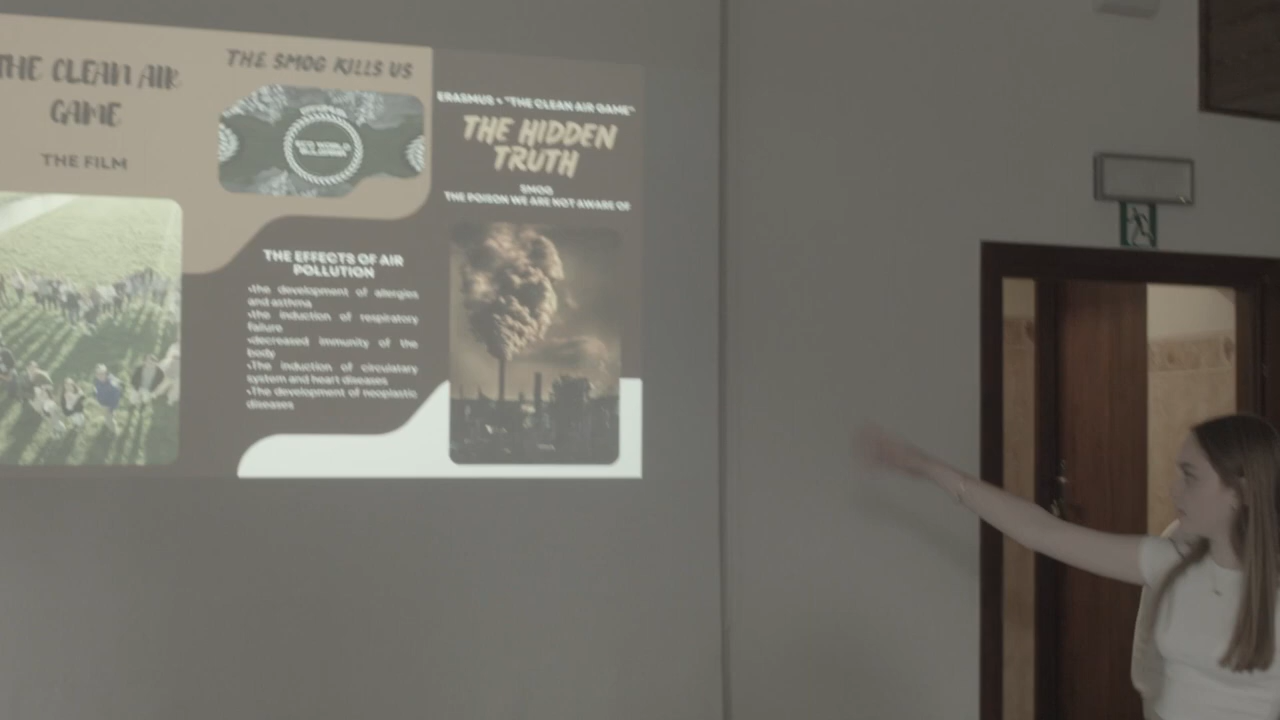 THE CLEAN AIR
GAME
THE FILM
THE SMOG KILLS US
THE EFFECTS OF AIR
POLLUTION
•the development of allergies
and asthma
•the induction of respiratory
failure
•decreased immunity of the
body
•The induction of circulatary
system and heart diseases
•The development of neoplastic
diseases
ERASMUS + "THE CLEAN AIR GAME"
THE HIDDEN
TRUTH
SMOG
THE POISON WE ARE NOT AWARE OF